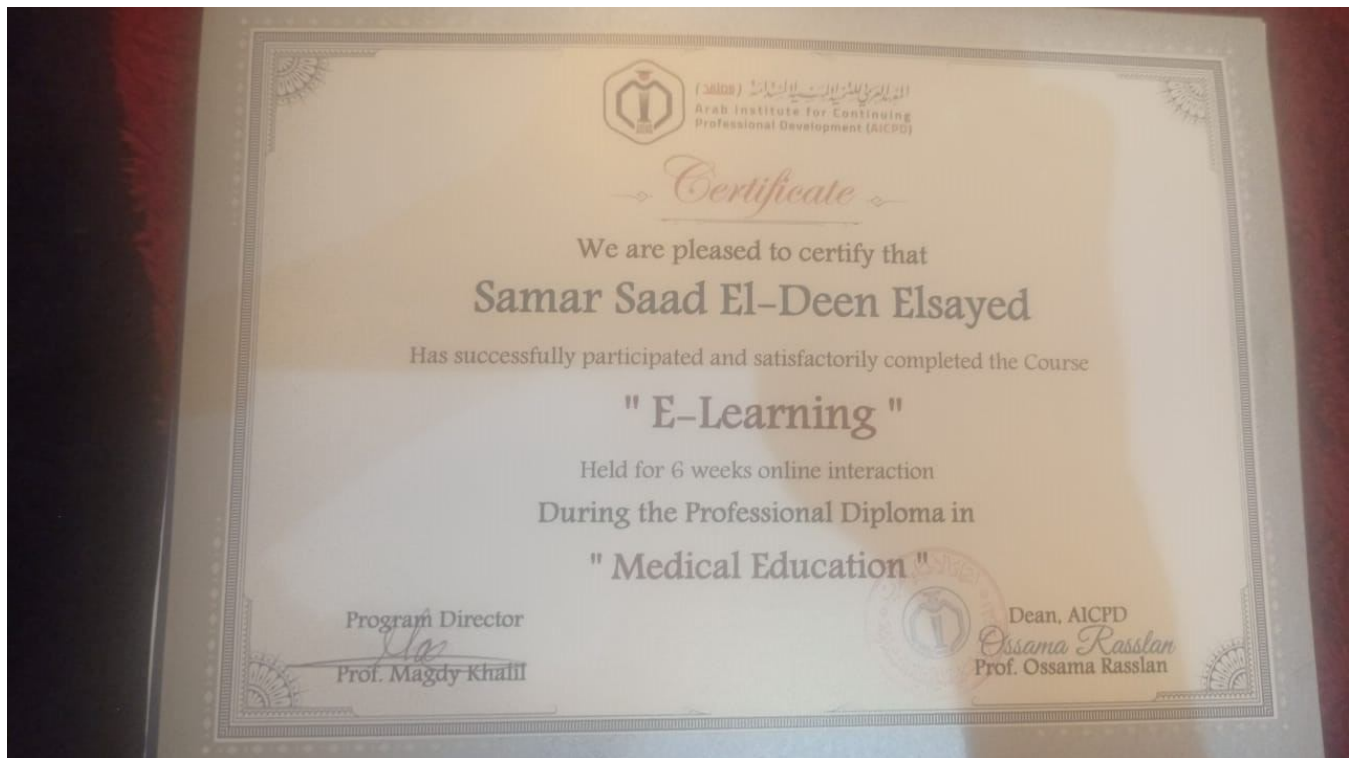 Arab Institute for Continuing
Professional Development (AICPD)
Certificate
We are pleased to certify that
Samar Saad El-Deen Elsayed
Has successfully participated and satisfactorily completed the Course
" E-Learning "
Held for 6 weeks online interaction
During the Professional Diploma in
" Medical Education "
Program Director
Prof. Magdy Khalil
Dean, AICPD
Ossama Rasslan
Prof. Ossama Rasslan